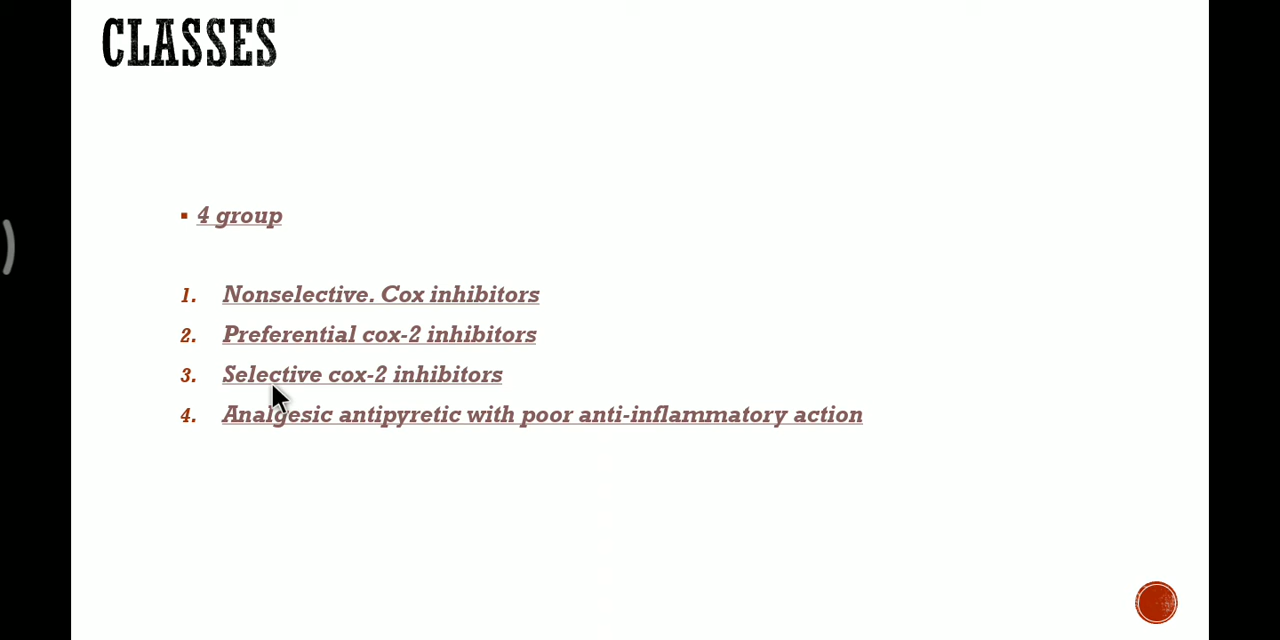 CLASSES
▪ 4 group
1. Nonselective. Cox inhibitors
2. Preferential cox-2 inhibitors
3. Selective cox-2 inhibitors
4. Analgesic antipyretic with poor anti-inflammatory action